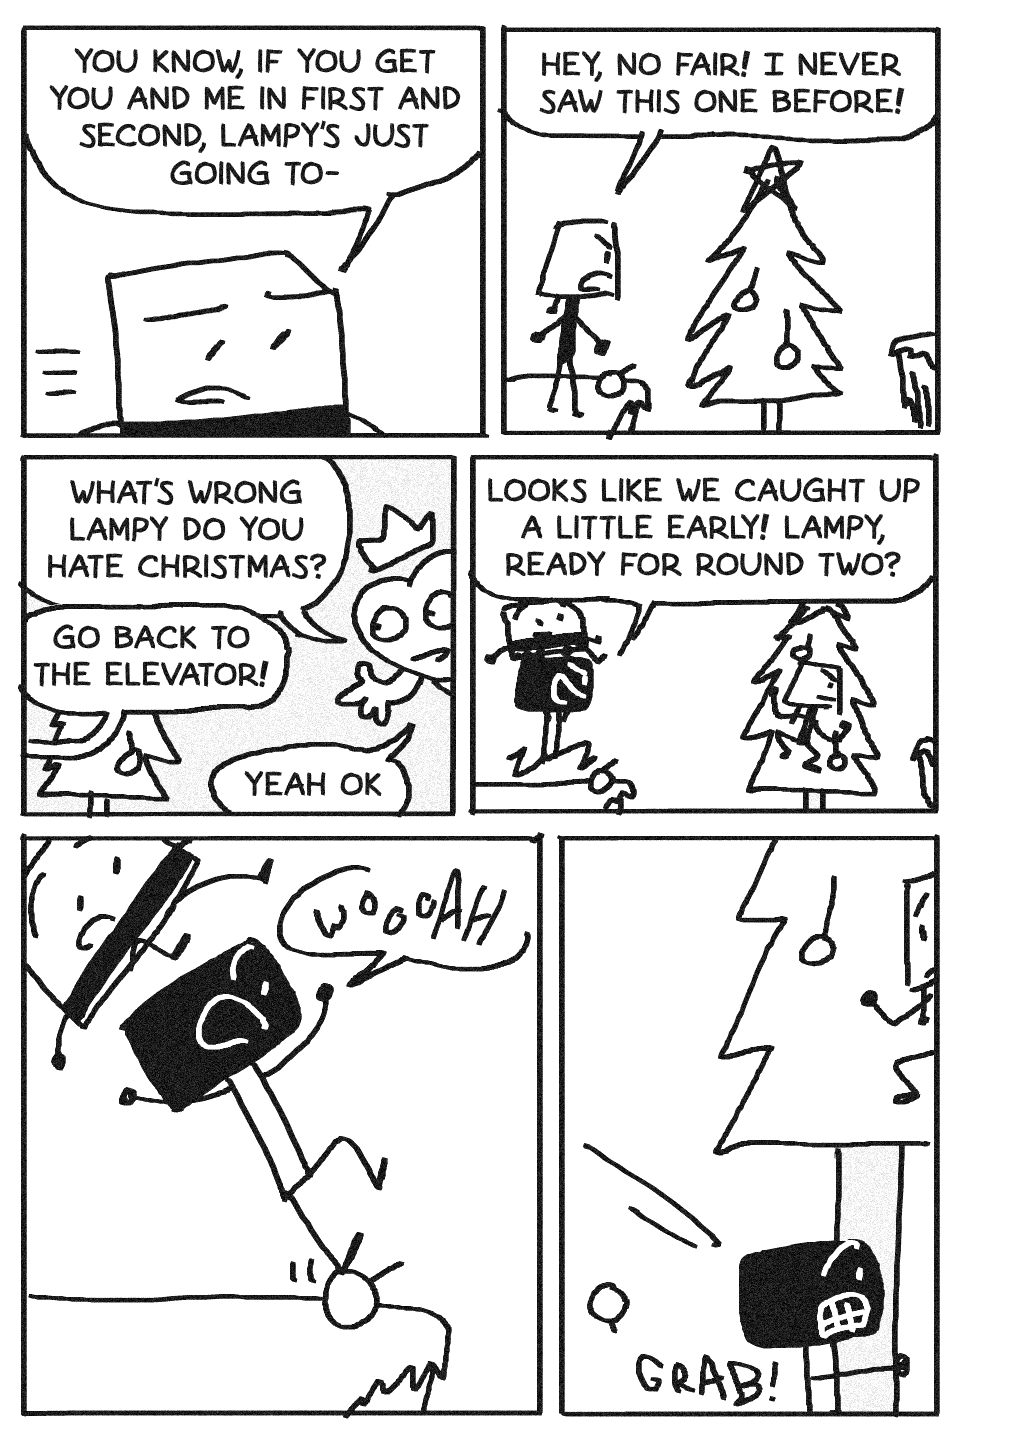 YOU KNOW, IF YOU GET
YOU AND ME IN FIRST AND
SECOND, LAMPY'S JUST
GOING TO-
HEY, NO FAIR! I NEVER
SAW THIS ONE BEFORE!
WHAT'S WRONG
LAMPY DO YOU
HATE CHRISTMAS?
GO BACK TO
THE ELEVATOR!
YEAH OK
LOOKS LIKE WE CAUGHT UP
A LITTLE EARLY! LAMPY,
READY FOR ROUND TWO?
WOOOAH
GRAB!